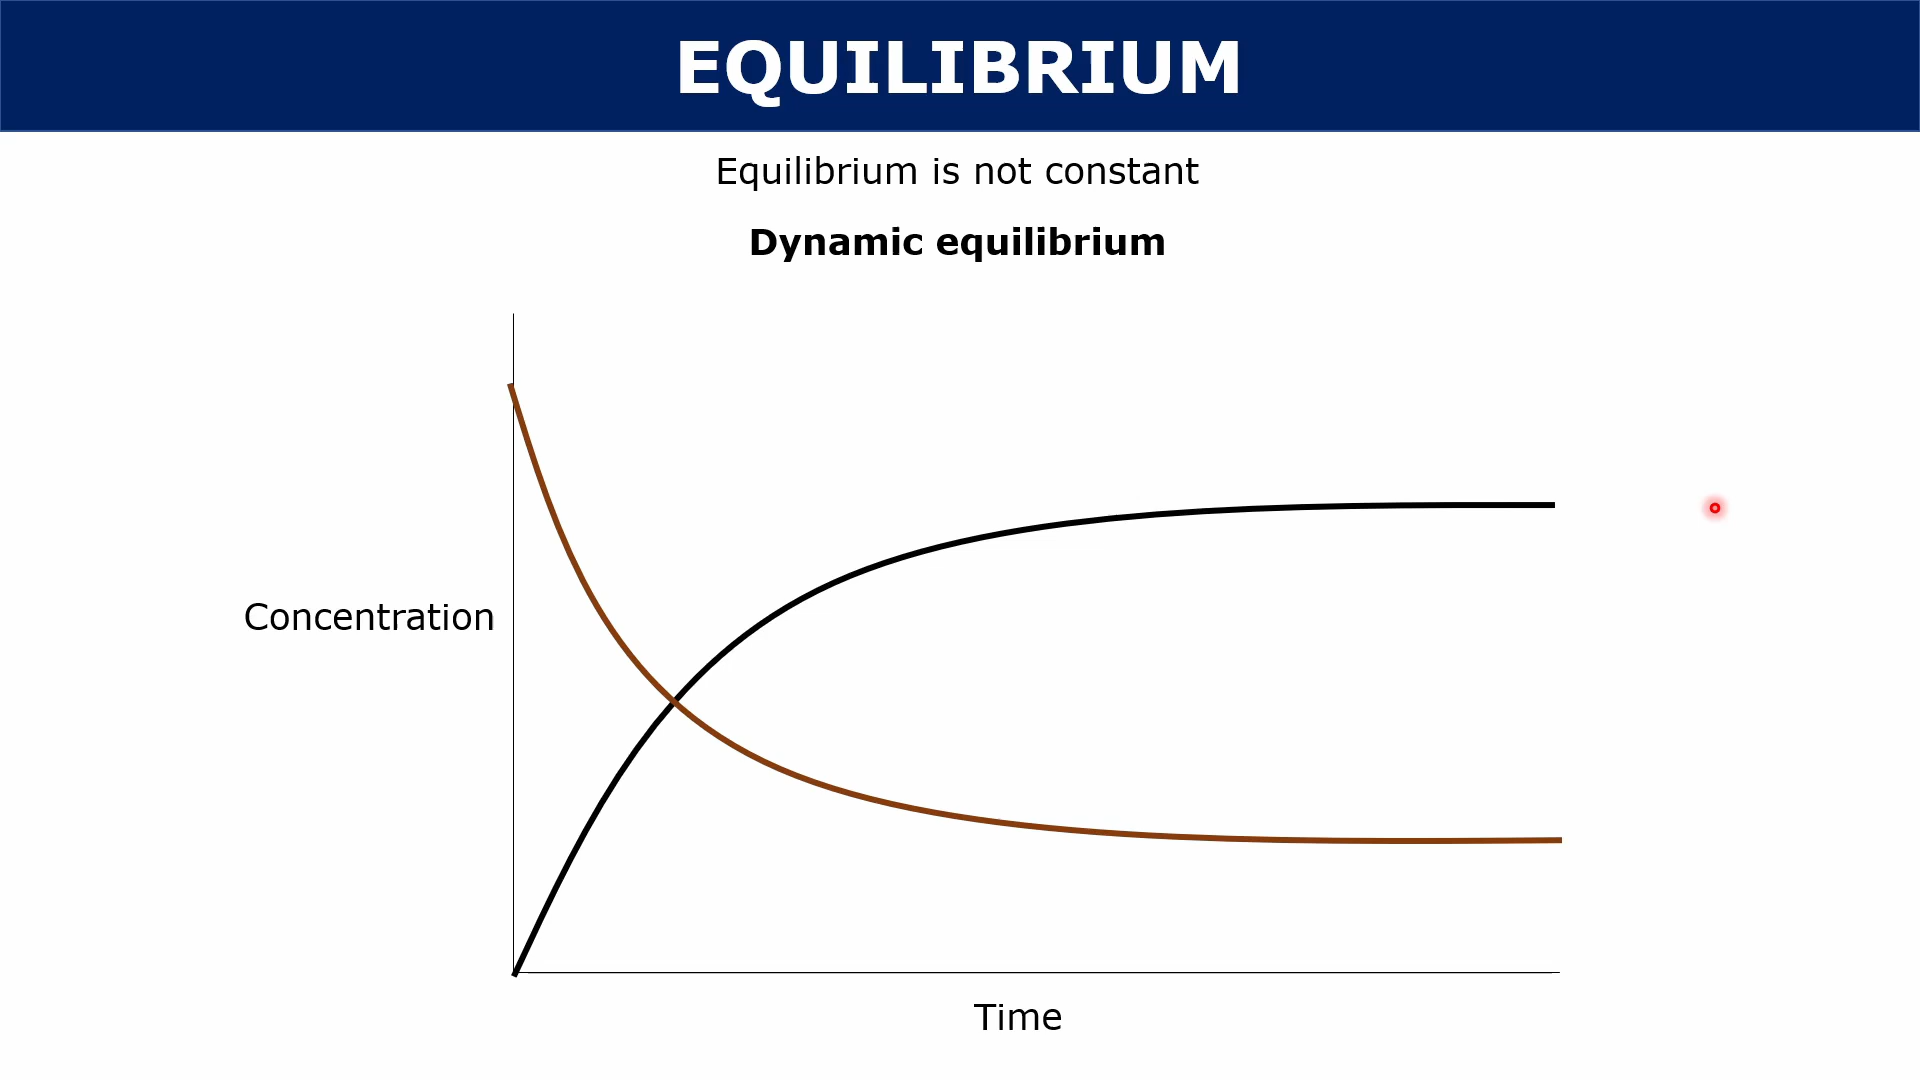 EQUILIBRIUM
Equilibrium is not constant
Dynamic equilibrium
Concentration
Time